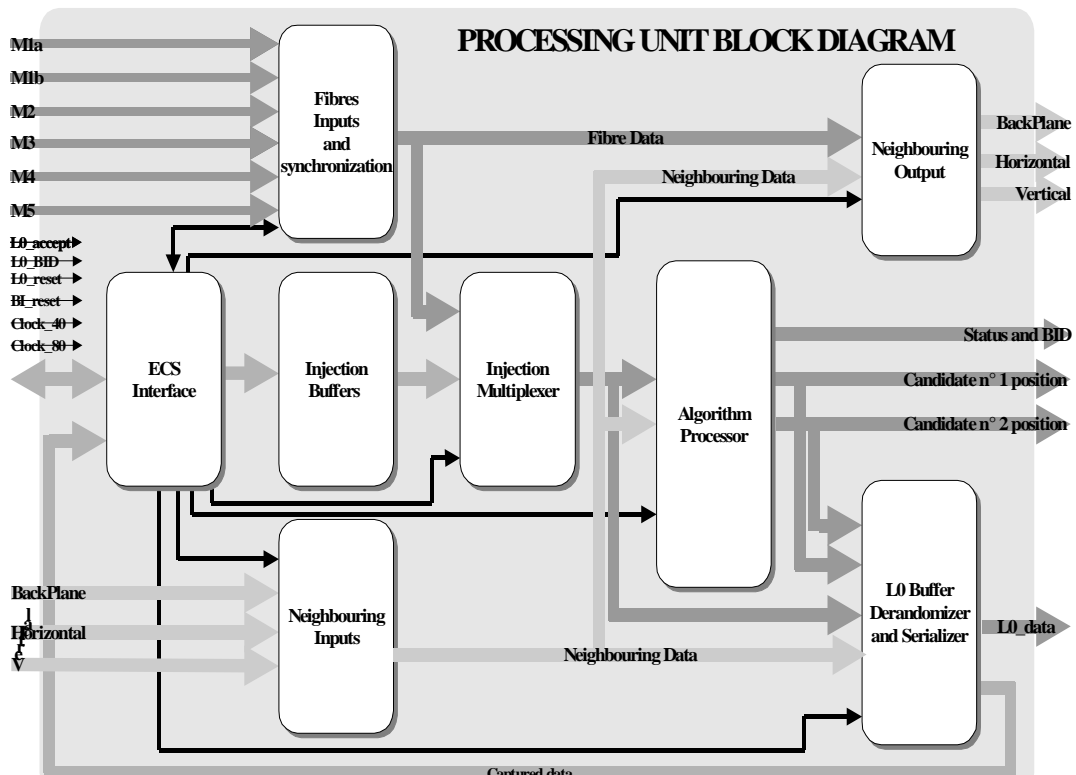 PROCESSING UNIT BLOCK DIAGRAM
M1a
M1b
M2
M3
M4
M5
Fibres
Inputs
and
synchronization
Fibre Data
Neighbouring Data
Neighbouring
Output
BackPlane
Horizontal
Vertical
L0_accept
L0_BID
L0_reset
BI_reset
Clock_40
Clock_80
ECS
Interface
Injection
Buffers
Injection
Multiplexer
Algorithm
Processor
Status and BID
Candidate n° 1 position
Candidate n° 2 position
BackPlane
Horizontal
Vertical
Neighbouring
Inputs
Neighbouring Data
L0 Buffer
Derandomizer
and Serializer
L0_data
Captured data